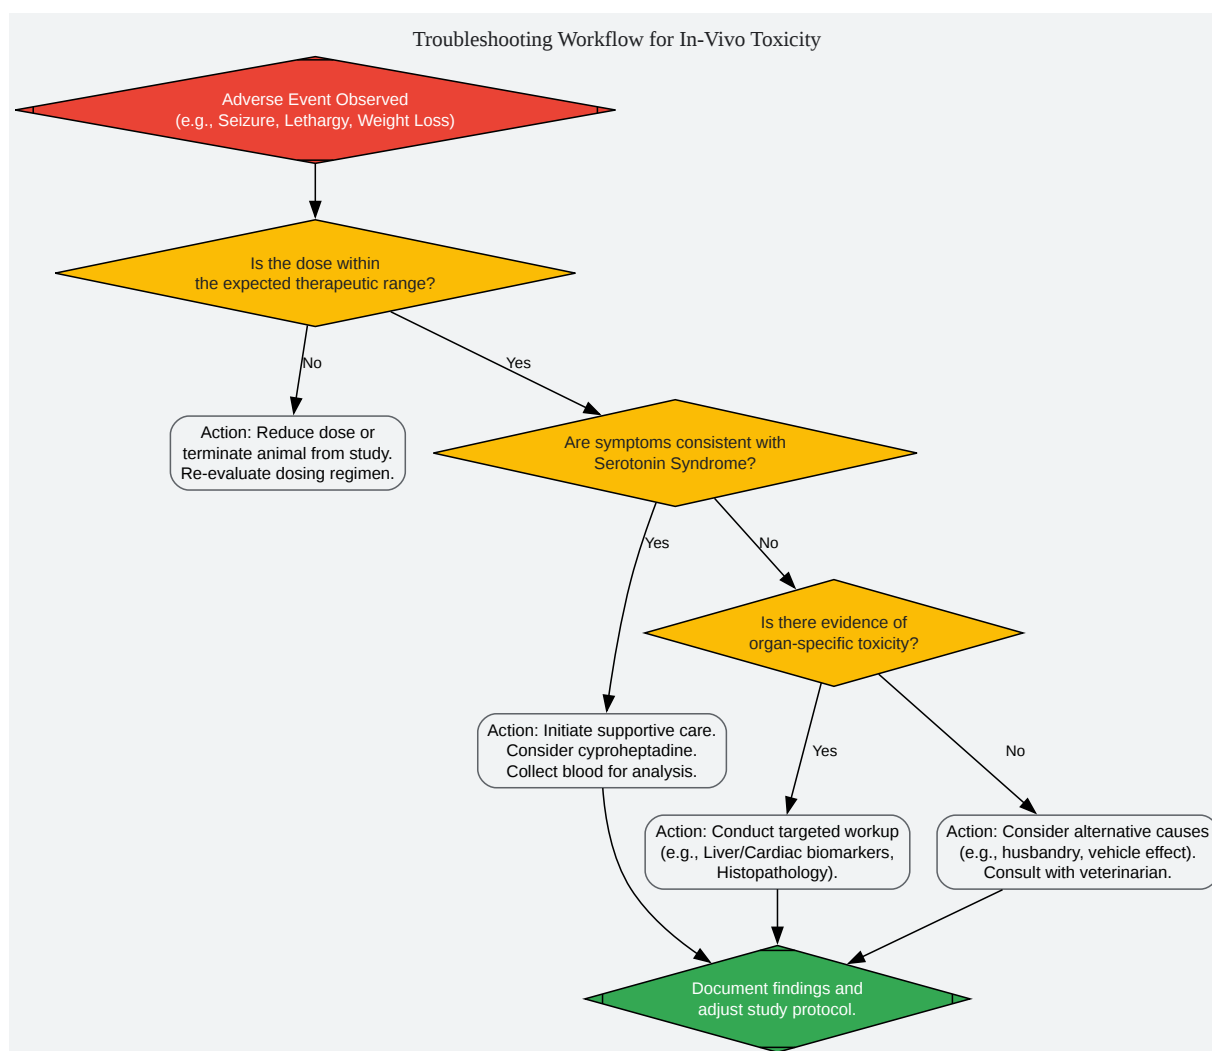 Troubleshooting Workflow for In-Vivo Toxicity
Adverse Event Observed
(e.g., Seizure, Lethargy, Weight Loss)
Is the dose within
the expected therapeutic range?
No
Yes
Action: Reduce dose or
terminate animal from study.
Re-evaluate dosing regimen.
Are symptoms consistent with
Serotonin Syndrome?
Yes
No
Is there evidence of
organ-specific toxicity?
Action: Initiate supportive care.
Consider cyproheptadine.
Collect blood for analysis.
Yes
No
Action: Conduct targeted workup
(e.g., Liver/Cardiac biomarkers,
Histopathology).
Action: Consider alternative causes
(e.g., husbandry, vehicle effect).
Consult with veterinarian.
Document findings and
adjust study protocol.